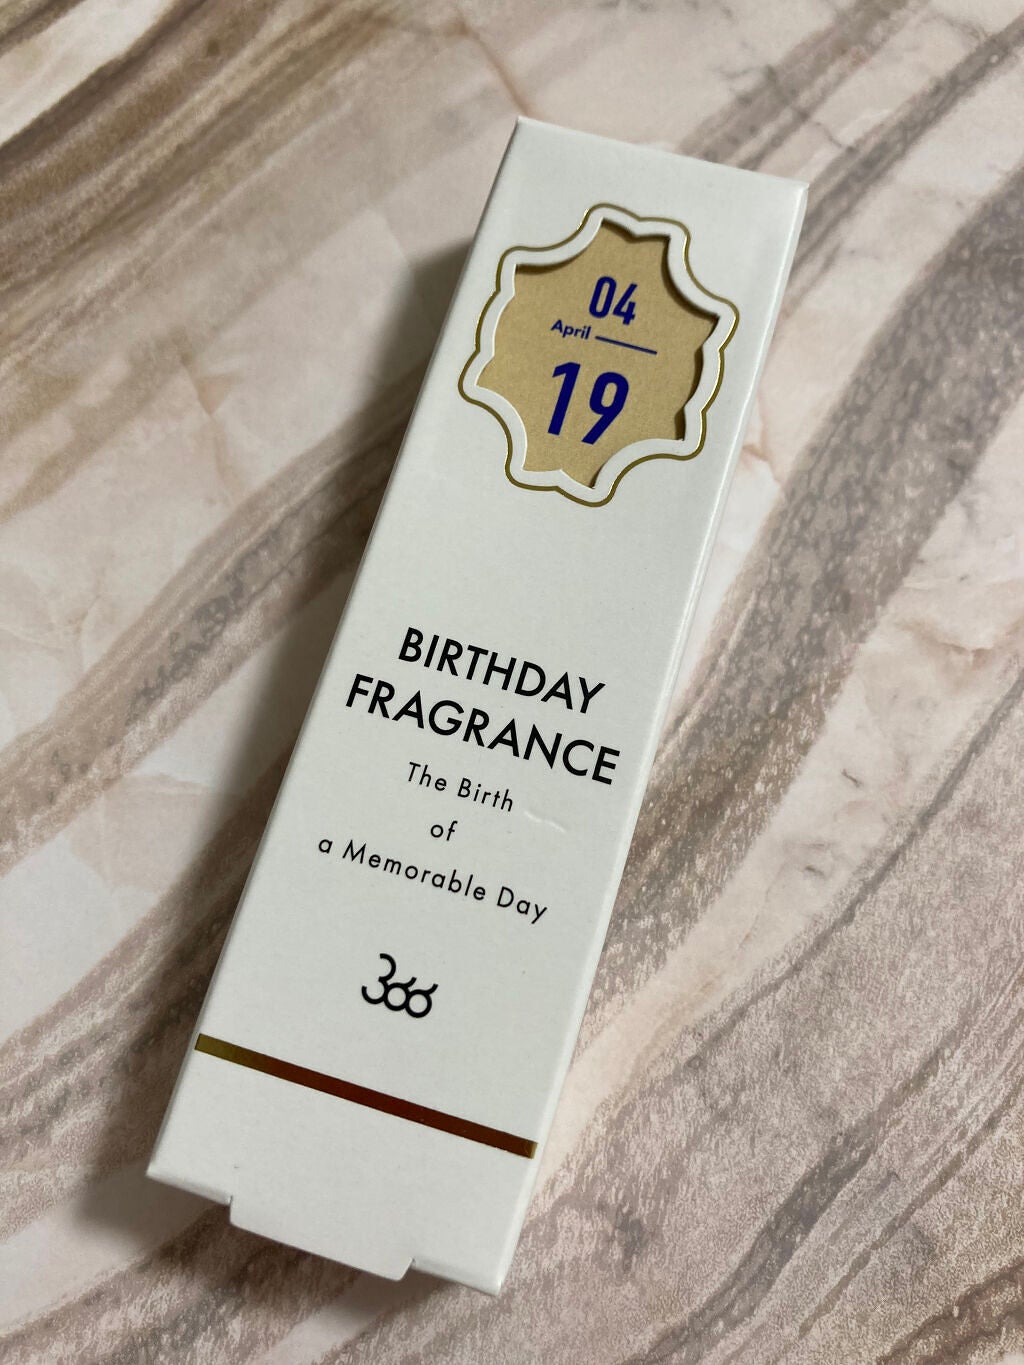 04
April
19
BIRTHDAY
FRAGRANCE
The Birth
of
a Memorable Day
366